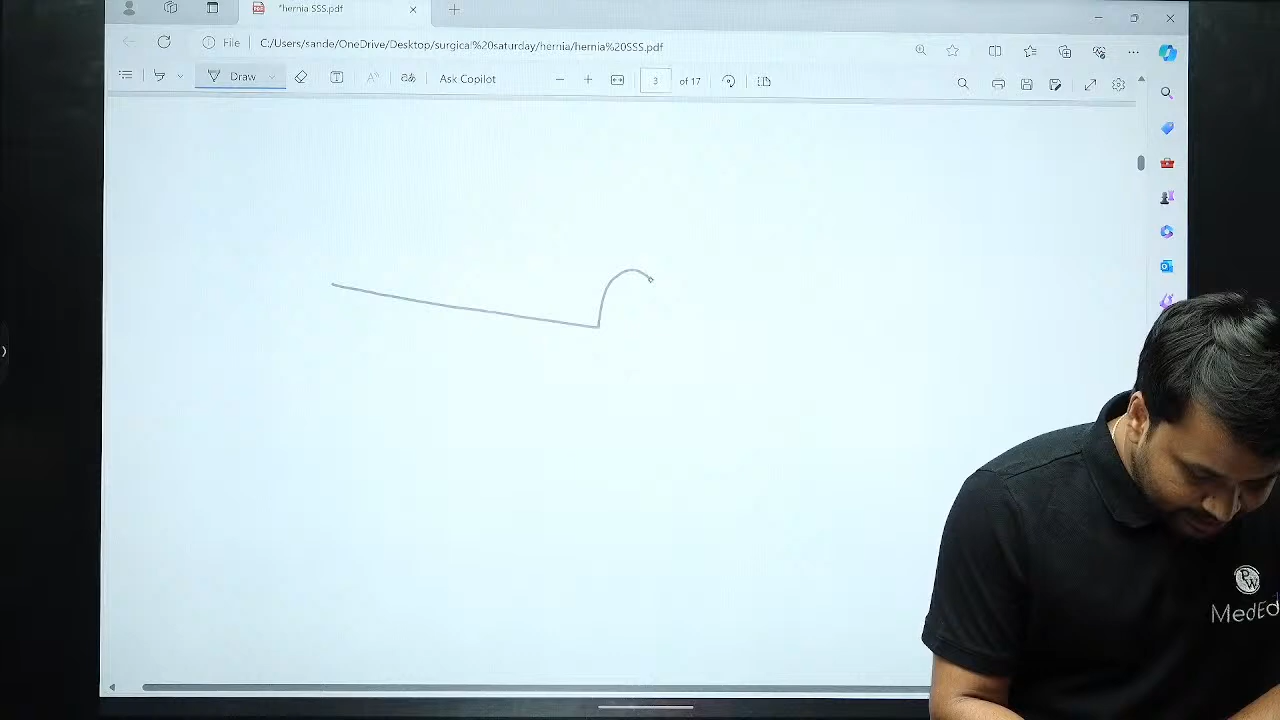 *hernia SSS.pdf
File C:/Users/sande/OneDrive/Desktop/surgical%20saturday/hernia/hernia%20SSS.pdf
Draw Ask Copilot 3 of 17
PW
MedEd